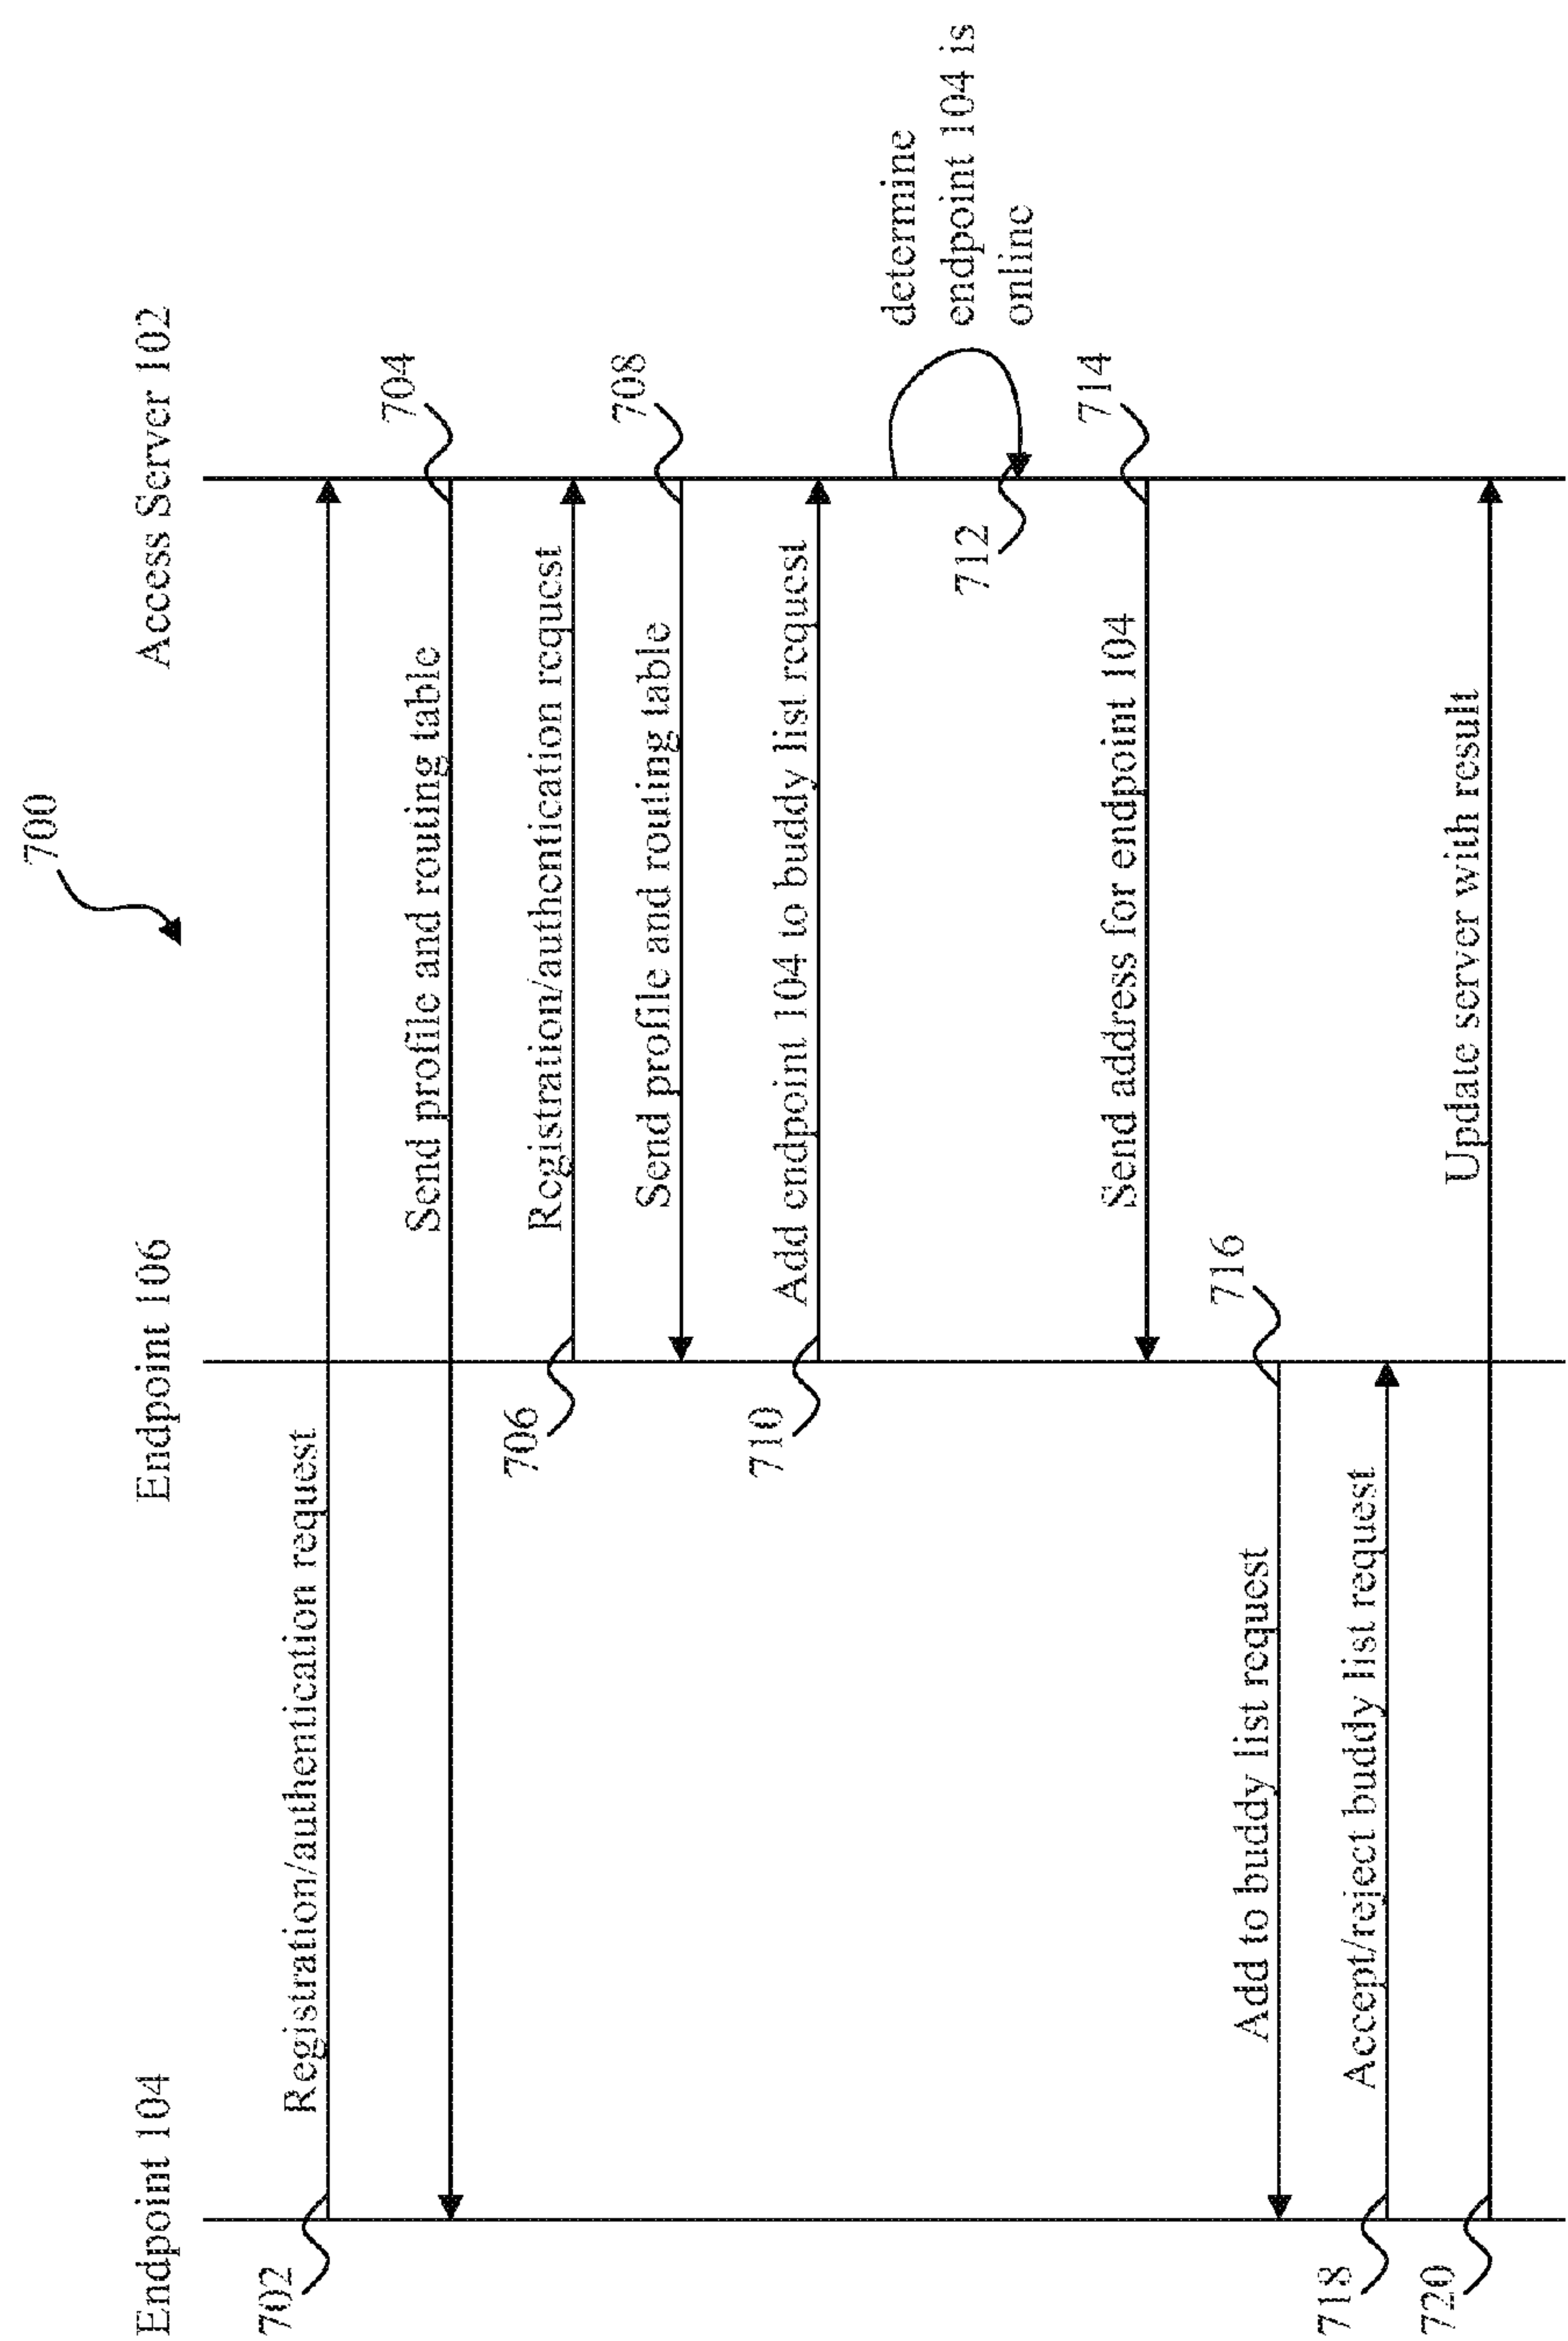 700
Endpoint 104
Endpoint 106
Access Server 102
702
Registration/authentication request
704
Send profile and routing table
706
Registration/authentication request
708
Send profile and routing table
710
Add endpoint 104 to buddy list request
determine
endpoint 104 is
online
712
714
Send address for endpoint 104
716
Add to buddy list request
718
Accept/reject buddy list request
720
Update server with result